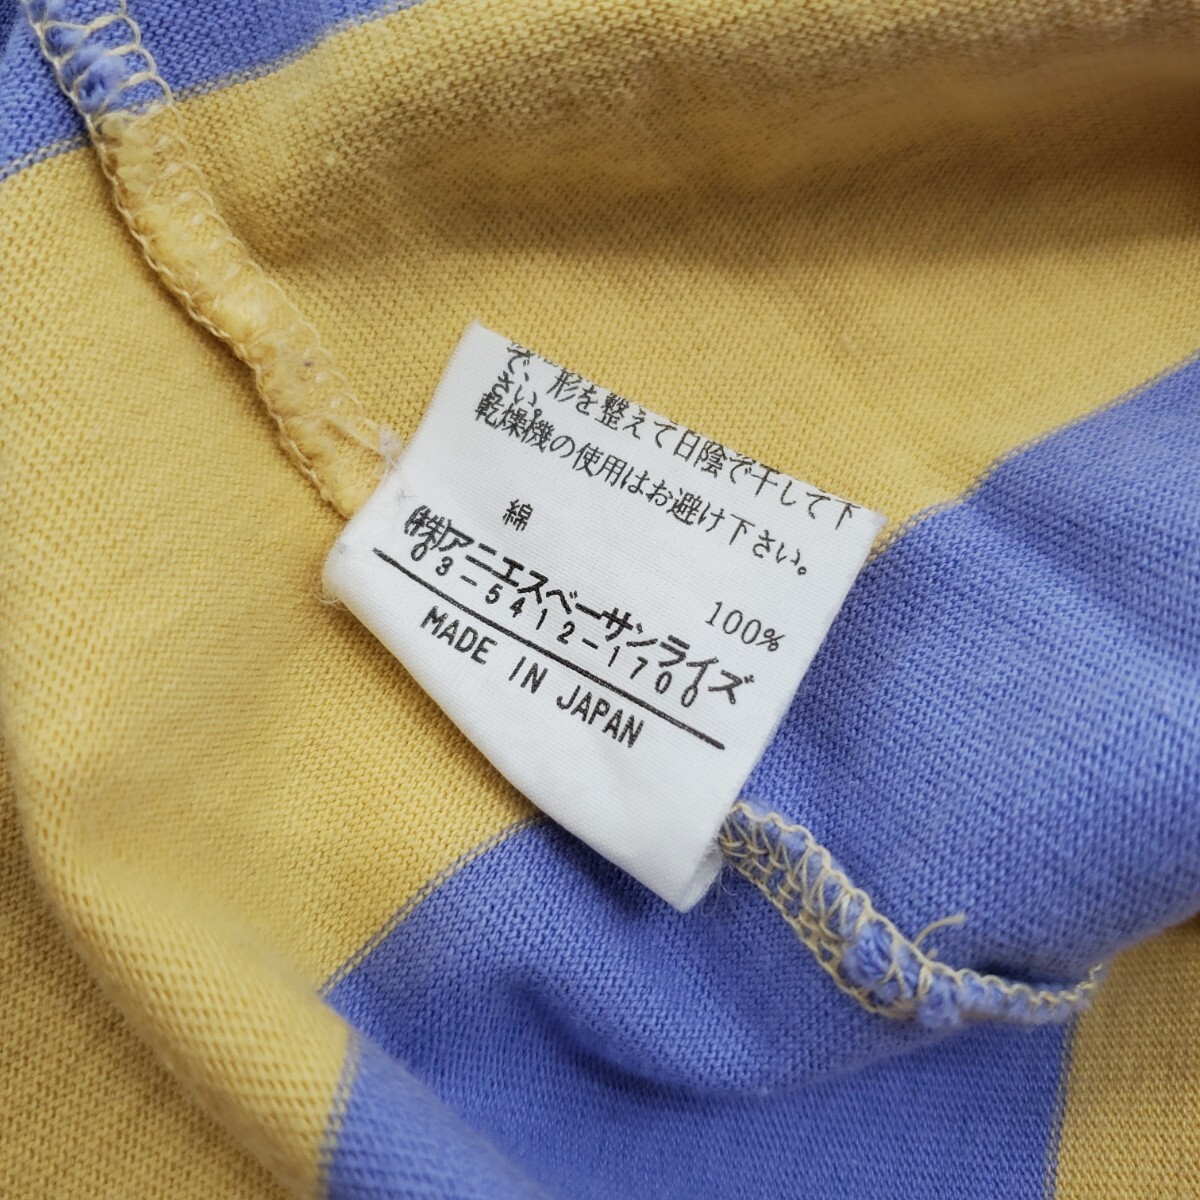 で、形を整えて日陰で干して下
さい。
乾燥機の使用はお避け下さい。
綿 100%
㈱アニエスベーサンライズ
03-5412-1700
MADE IN JAPAN